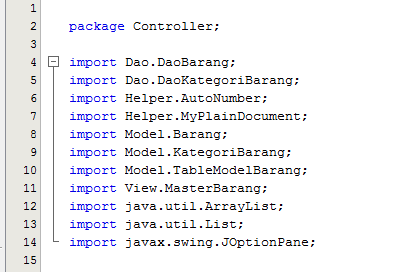 1
2 package Controller;
3
4 import Dao.DaoBarang;
5 import Dao.DaoKategoriBarang;
6 import Helper.AutoNumber;
7 import Helper.MyPlainDocument;
8 import Model.Barang;
9 import Model.KategoriBarang;
10 import Model.TableModelBarang;
11 import View.MasterBarang;
12 import java.util.ArrayList;
13 import java.util.List;
14 import javax.swing.JOptionPane;
15